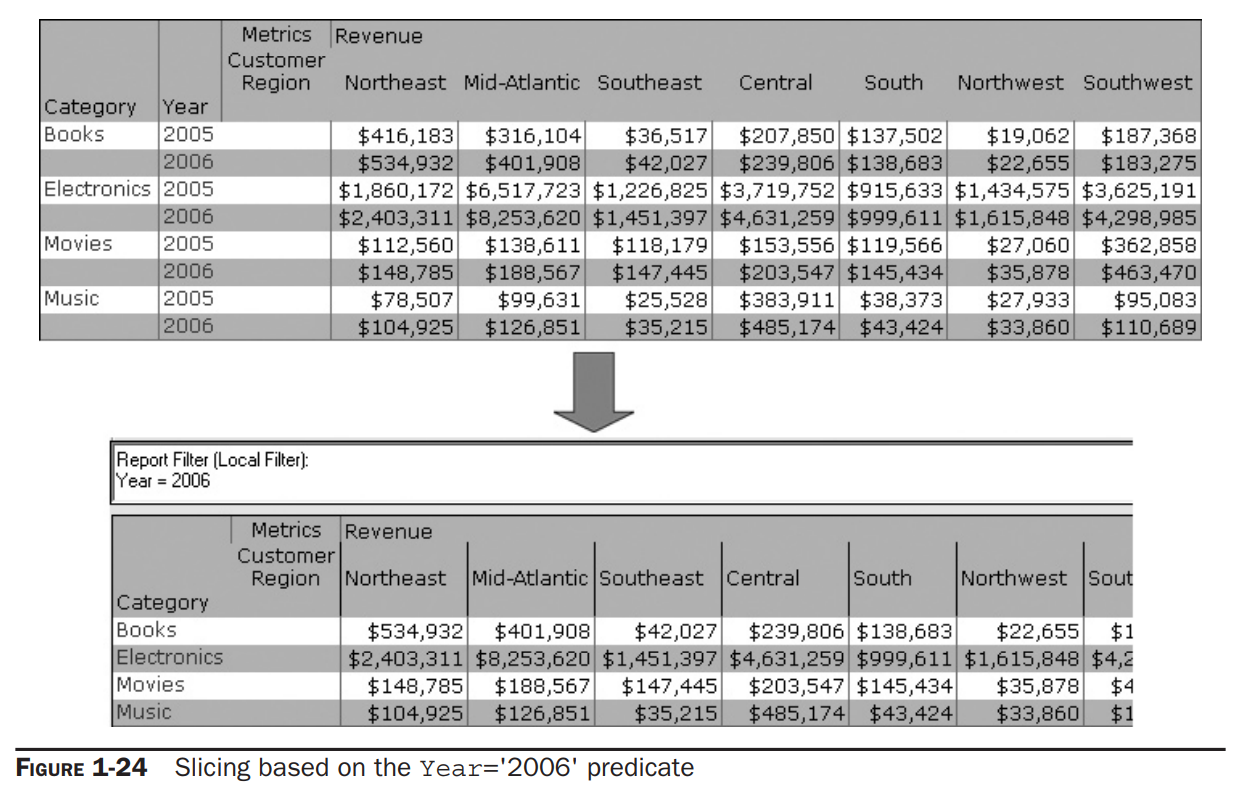 Metrics Revenue
Customer
Region Northeast Mid-Atlantic Southeast Central South Northwest Southwest
Category Year
Books 2005 $416,183 $316,104 $36,517 $207,850 $137,502 $19,062 $187,368
2006 $534,932 $401,908 $42,027 $239,806 $138,683 $22,655 $183,275
Electronics 2005 $1,860,172 $6,517,723 $1,226,825 $3,719,752 $915,633 $1,434,575 $3,625,191
2006 $2,403,311 $8,253,620 $1,451,397 $4,631,259 $999,611 $1,615,848 $4,298,985
Movies 2005 $112,560 $138,611 $118,179 $153,556 $119,566 $27,060 $362,858
2006 $148,785 $188,567 $147,445 $203,547 $145,434 $35,878 $463,470
Music 2005 $78,507 $99,631 $25,528 $383,911 $38,373 $27,933 $95,083
2006 $104,925 $126,851 $35,215 $485,174 $43,424 $33,860 $110,689
Report Filter (Local Filter):
Year = 2006
Metrics Revenue
Customer
Region Northeast Mid-Atlantic Southeast Central South Northwest Sout
Category
Books $534,932 $401,908 $42,027 $239,806 $138,683 $22,655 $1
Electronics $2,403,311 $8,253,620 $1,451,397 $4,631,259 $999,611 $1,615,848 $4,2
Movies $148,785 $188,567 $147,445 $203,547 $145,434 $35,878 $4
Music $104,925 $126,851 $35,215 $485,174 $43,424 $33,860 $1
FIGURE 1-24 Slicing based on the Year='2006' predicate